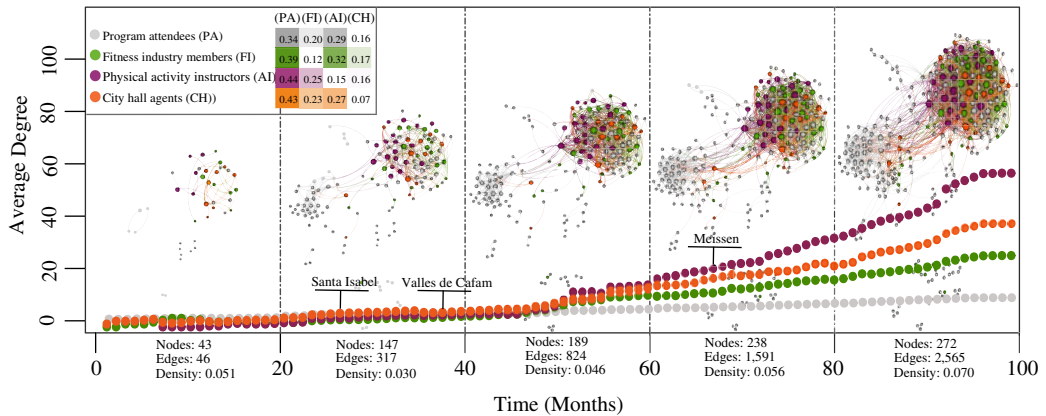 (PA) (FI) (AI) (CH)
Program attendees (PA) 0.34 0.20 0.29 0.16
Fitness industry members (FI) 0.39 0.12 0.32 0.17
Physical activity instructors (AI) 0.44 0.25 0.15 0.16
City hall agents (CH)) 0.43 0.23 0.27 0.07
Average Degree
100
80
60
40
20
0
Meissen
Santa Isabel
Valles de Cafam
Nodes: 43
Edges: 46
Density: 0.051
Nodes: 147
Edges: 317
Density: 0.030
Nodes: 189
Edges: 824
Density: 0.046
Nodes: 238
Edges: 1,591
Density: 0.056
Nodes: 272
Edges: 2,565
Density: 0.070
0 20 40 60 80 100
Time (Months)